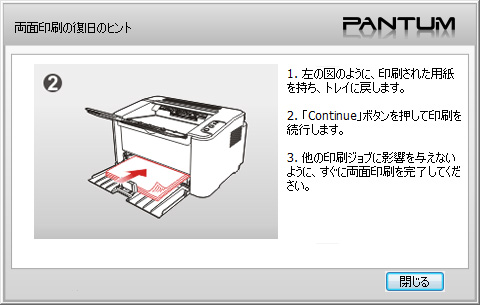 両面印刷の復旧のヒント
PANTUM
2
1. 左の図のように、印刷された用紙
を持ち、トレイに戻します。
2. 「Continue」ボタンを押して印刷を
続行します。
3. 他の印刷ジョブに影響を与えない
ように、すぐに両面印刷を完了してくだ
さい。
閉じる